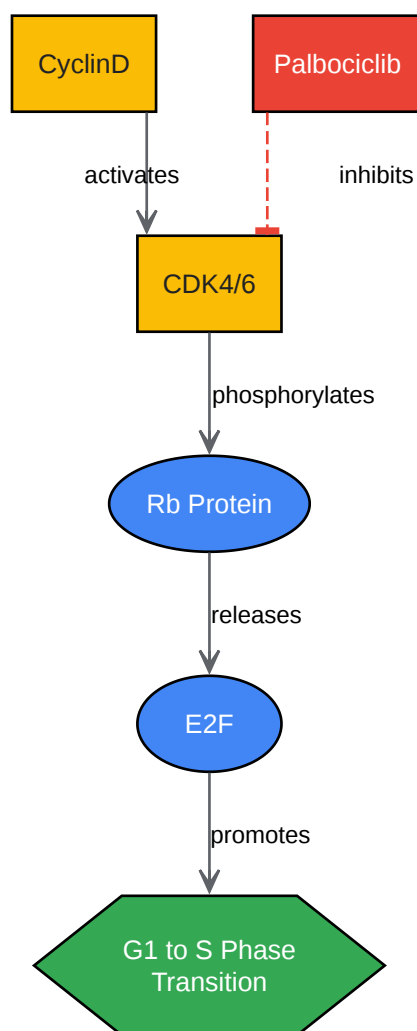 CyclinD
Palbociclib
activates
inhibits
CDK4/6
phosphorylates
Rb Protein
releases
E2F
promotes
G1 to S Phase
Transition